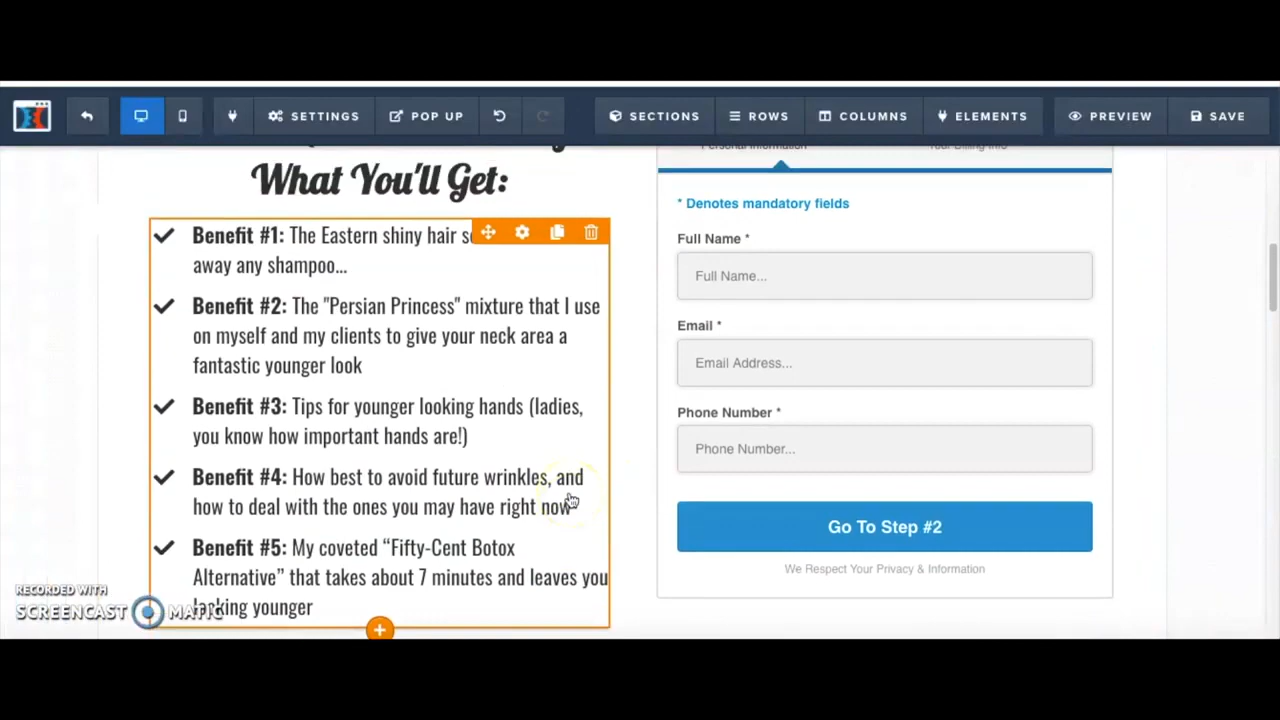 SETTINGS
POP UP
SECTIONS
ROWS
COLUMNS
ELEMENTS
PREVIEW
SAVE
What You'll Get:
Benefit #1: The Eastern shiny hair
away any shampoo...
Benefit #2: The "Persian Princess" mixture that I use
on myself and my clients to give your neck area a
fantastic younger look
Benefit #3: Tips for younger looking hands (ladies,
you know how important hands are!)
Benefit #4: How best to avoid future wrinkles, and
how to deal with the ones you may have right now
Benefit #5: My coveted “Fifty-Cent Botox
Alternative” that takes about 7 minutes and leaves you
younger
Personal Information
Your Billing Info
* Denotes mandatory fields
Full Name *
Full Name...
Email *
Email Address...
Phone Number *
Phone Number...
Go To Step #2
We Respect Your Privacy & Information
RECORDED WITH
SCREENCAST MATIC